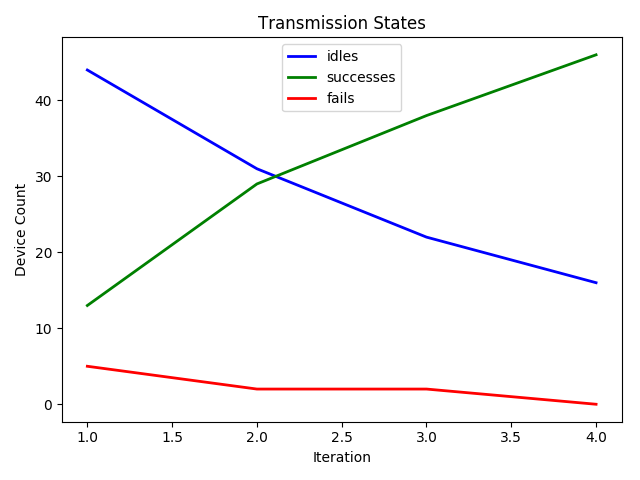 Transmission States
idles
successes
fails
Device Count
40
30
20
10
0
1.0 1.5 2.0 2.5 3.0 3.5 4.0
Iteration